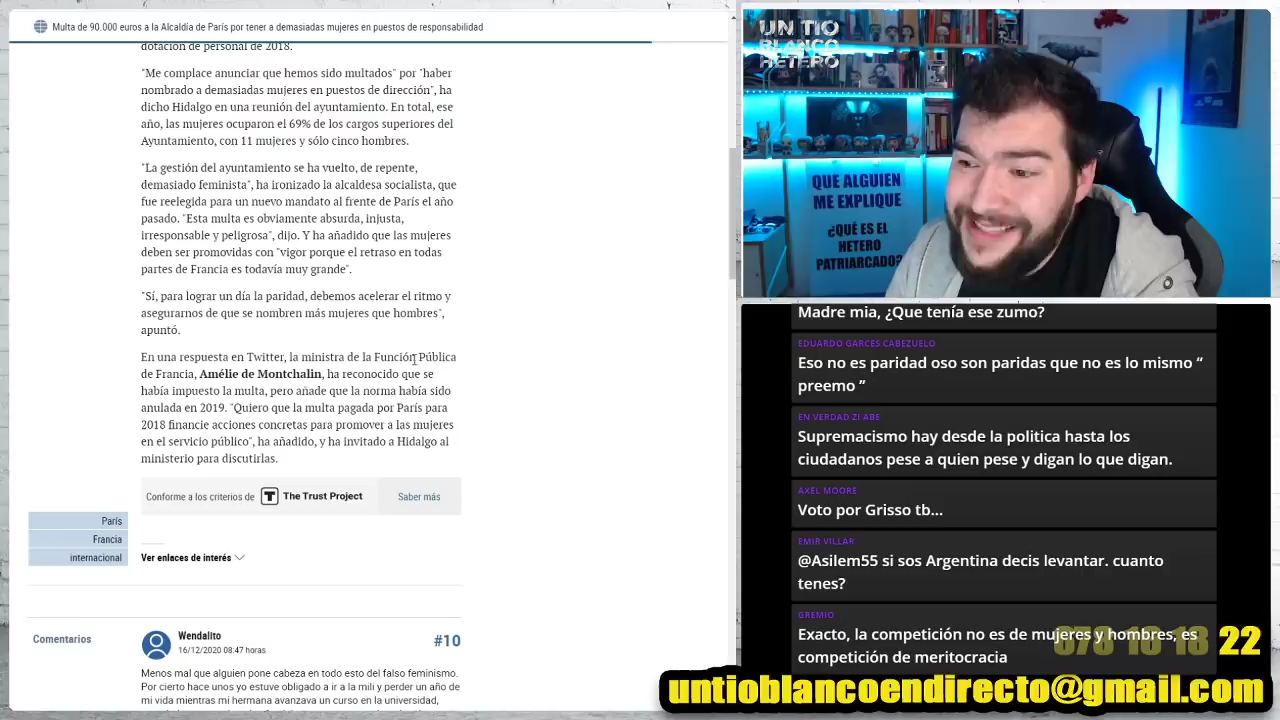 Multa de 90.000 euros a la Alcaldía de París por tener a demasiadas mujeres en puestos de responsabilidad
dotación de personal de 2018.
"Me complace anunciar que hemos sido multados" por "haber
nombrado a demasiadas mujeres en puestos de dirección", ha
dicho Hidalgo en una reunión del ayuntamiento. En total, ese
año, las mujeres ocuparon el 69% de los cargos superiores del
Ayuntamiento, con 11 mujeres y sólo cinco hombres.
"La gestión del ayuntamiento se ha vuelto, de repente,
demasiado feminista", ha ironizado la alcaldesa socialista, que
fue reelegida para un nuevo mandato al frente de París el año
pasado. "Esta multa es obviamente absurda, injusta,
irresponsable y peligrosa", dijo. Y ha añadido que las mujeres
deben ser promovidas con "vigor porque el retraso en todas
partes de Francia es todavía muy grande".
"Sí, para lograr un día la paridad, debemos acelerar el ritmo y
asegurarnos de que se nombren más mujeres que hombres",
apuntó.
En una respuesta en Twitter, la ministra de la Función Pública
de Francia, Amélie de Montchalin, ha reconocido que se
había impuesto la multa, pero añade que la norma había sido
anulada en 2019. "Quiero que la multa pagada por París para
2018 financie acciones concretas para promover a las mujeres
en el servicio público", ha añadido, y ha invitado a Hidalgo al
ministerio para discutirlas.
Conforme a los criterios de T The Trust Project Saber más
París
Francia
internacional
Ver enlaces de interés
Comentarios
Wendalito
#10
16/12/2020 08:47 horas
Menos mal que alguien pone cabeza en todo esto del falso feminismo.
Por cierto hace unos yo estuve obligado a ir a la mili y perder un año de
mi vida mientras mi hermana avanzava un curso en la universidad,
UN TIO
BLANCO
HETERO
QUE ALGUIEN
ME EXPLIQUE
¿QUÉ ES EL
HETERO
PATRIARCADO?
Madre mia, ¿Que tenía ese zumo?
EDUARDO GARCES CABEZUELO
Eso no es paridad oso son paridas que no es lo mismo “
preemo ”
EN VERDAD ZI ABE
Supremacismo hay desde la politica hasta los
ciudadanos pese a quien pese y digan lo que digan.
AXEL MOORE
Voto por Grisso tb...
EMIR VILLAR
@Asilem55 si sos Argentina decis levantar. cuanto
tenes?
GREMIO
Exacto, la competición no es de mujeres y hombres, es
competición de meritocracia
22
untioblancoendirecto@gmail.com